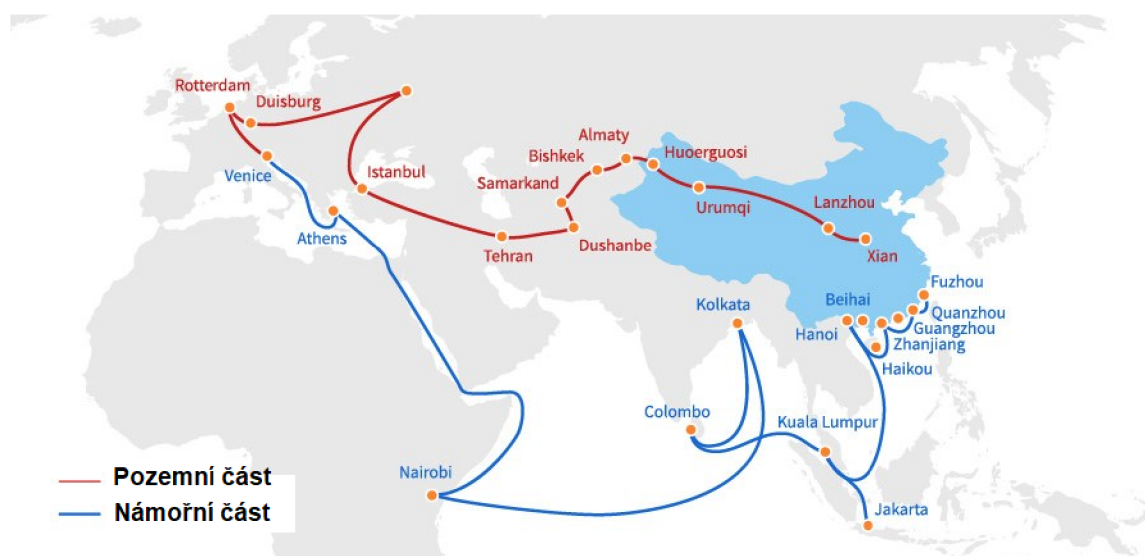 Rotterdam
Duisburg
Almaty
Bishkek
Huoerguosi
Venice
Istanbul
Samarkand
Urumqi
Lanzhou
Athens
Tehran
Dushanbe
Xian
Fuzhou
Kolkata
Beihai
Quanzhou
Hanoi
Guangzhou
Zhanjiang
Haikou
Colombo
Kuala Lumpur
Nairobi
Pozemní část
Námořní část
Jakarta